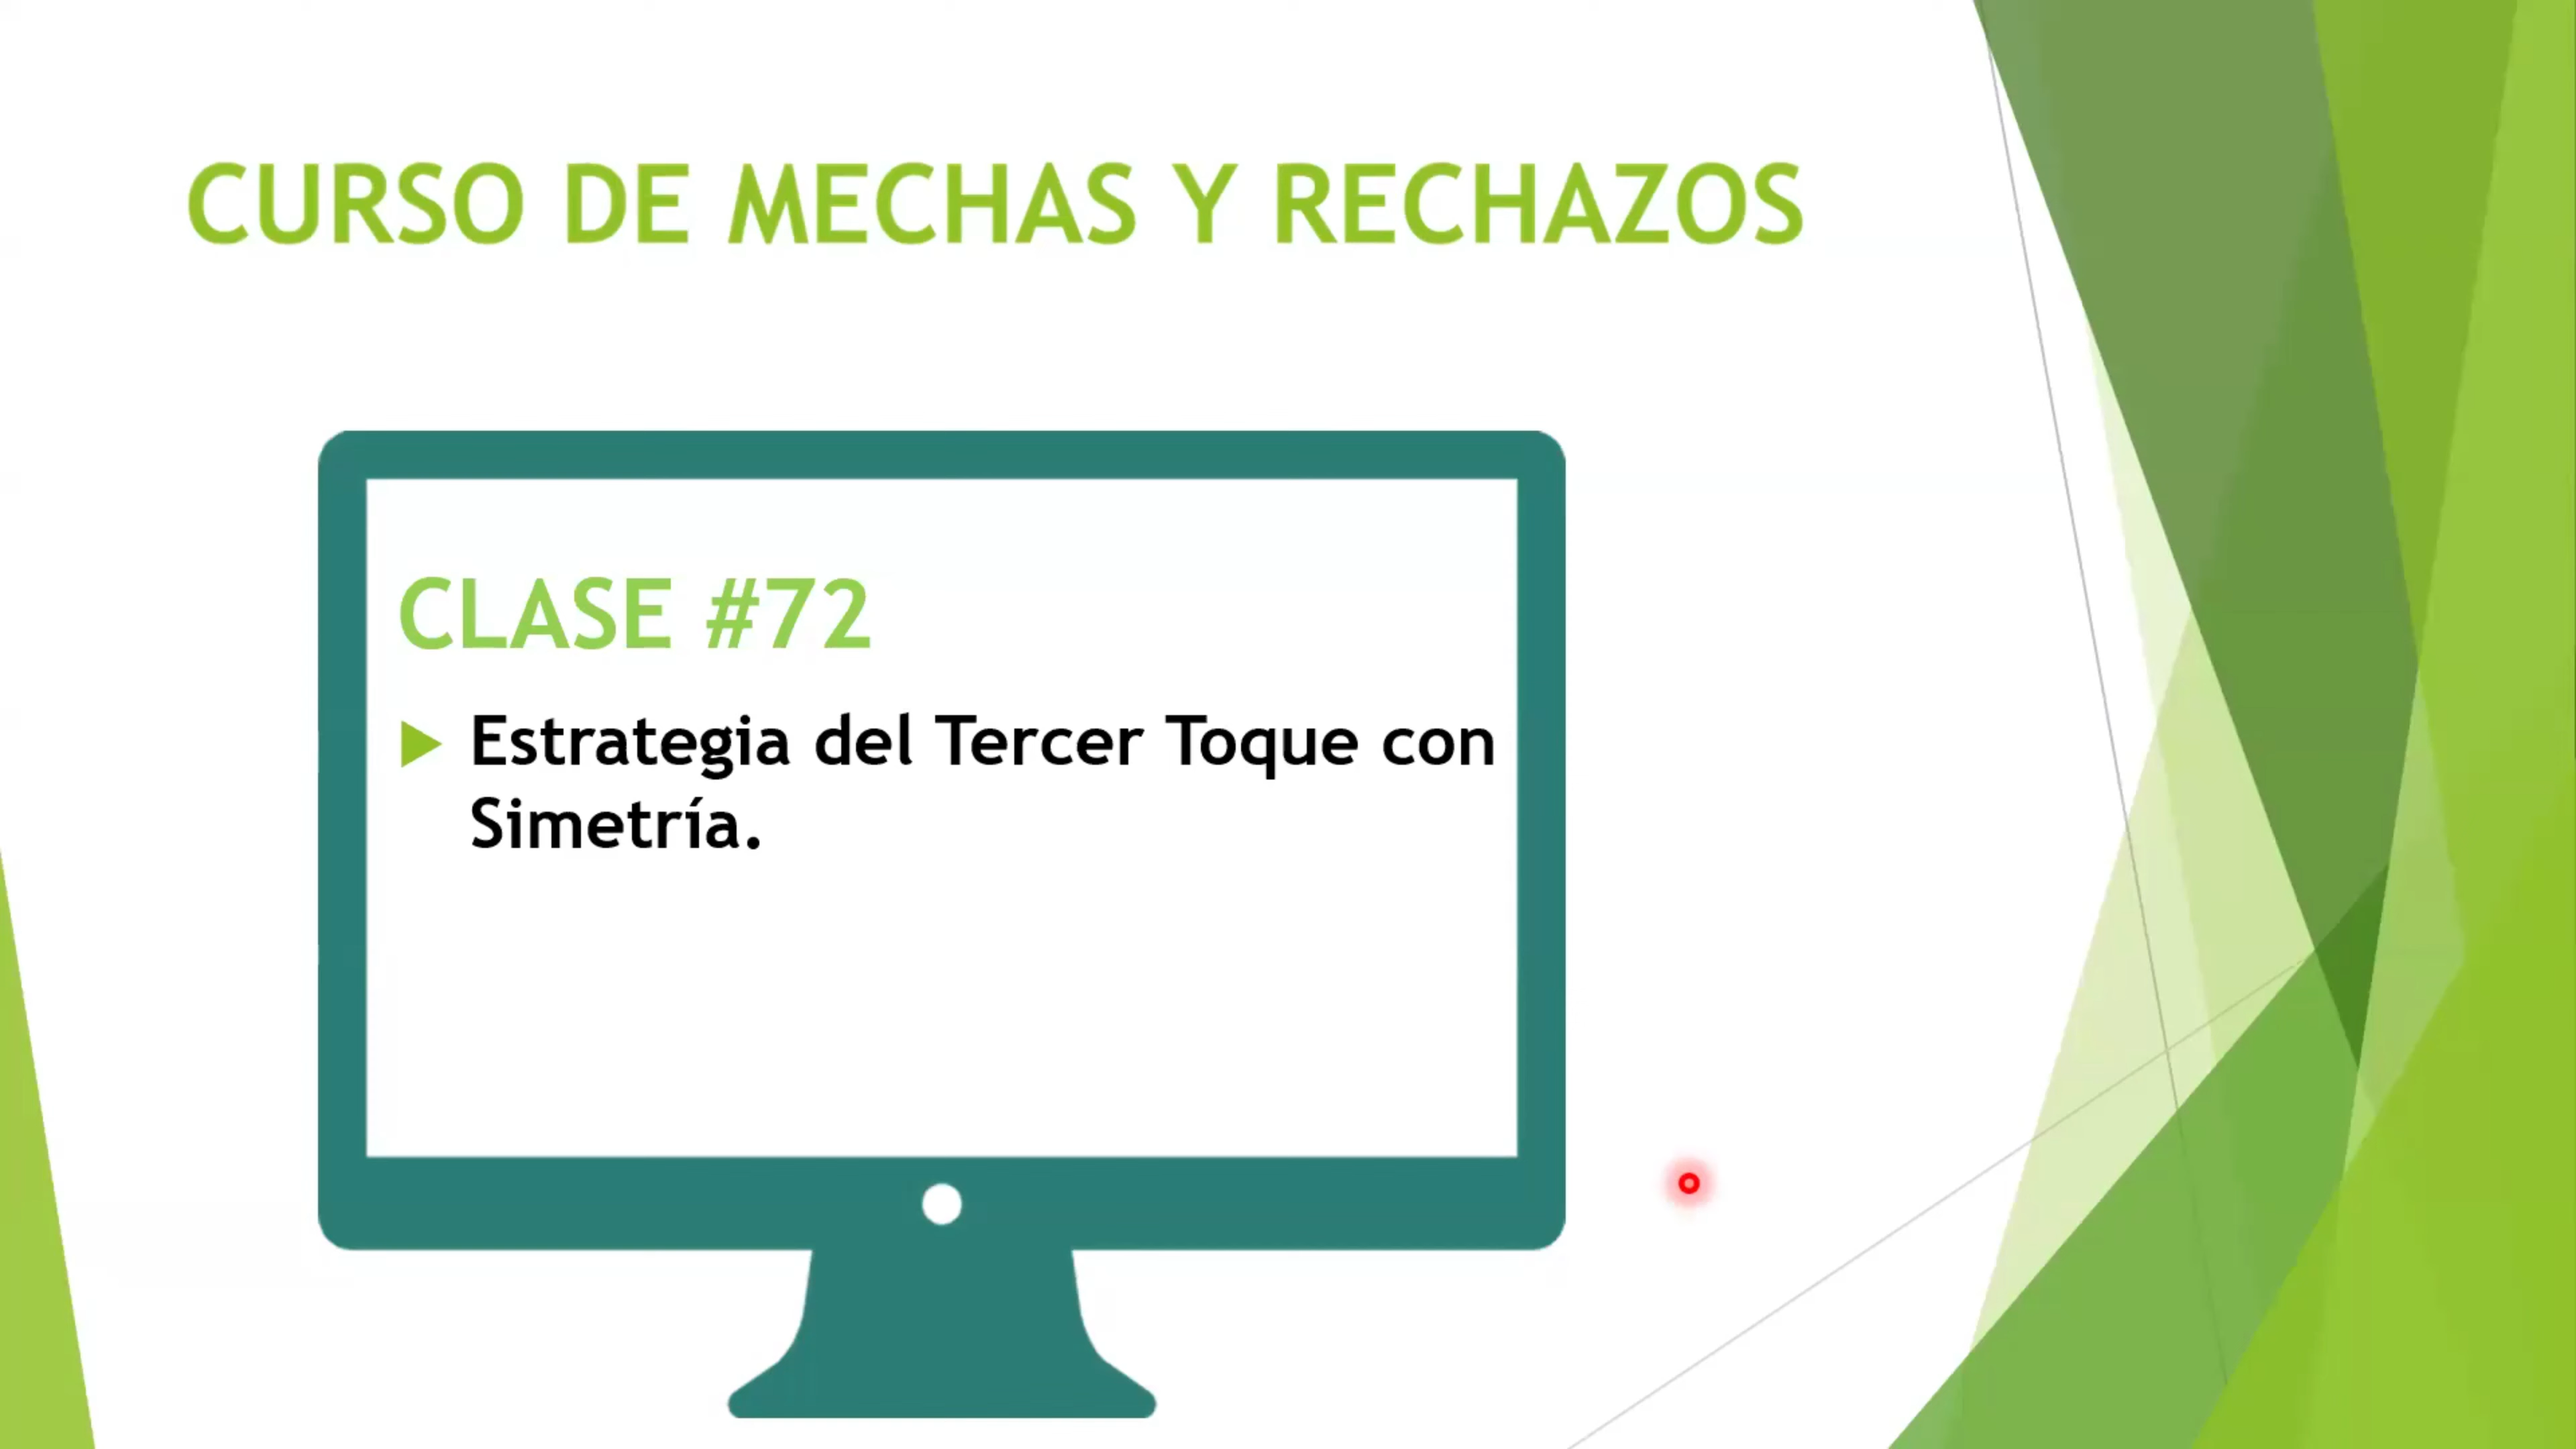 CURSO DE MECHAS Y RECHAZOS
CLASE #72
Estrategia del Tercer Toque con
Simetría.